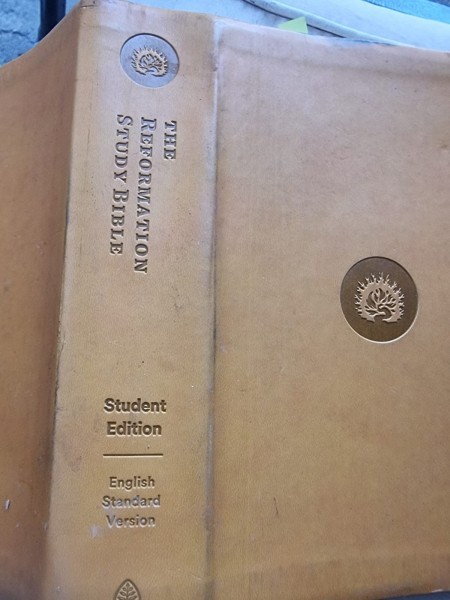 THE
REFORMATION
STUDY BIBLE
Student
Edition
English
Standard
Version